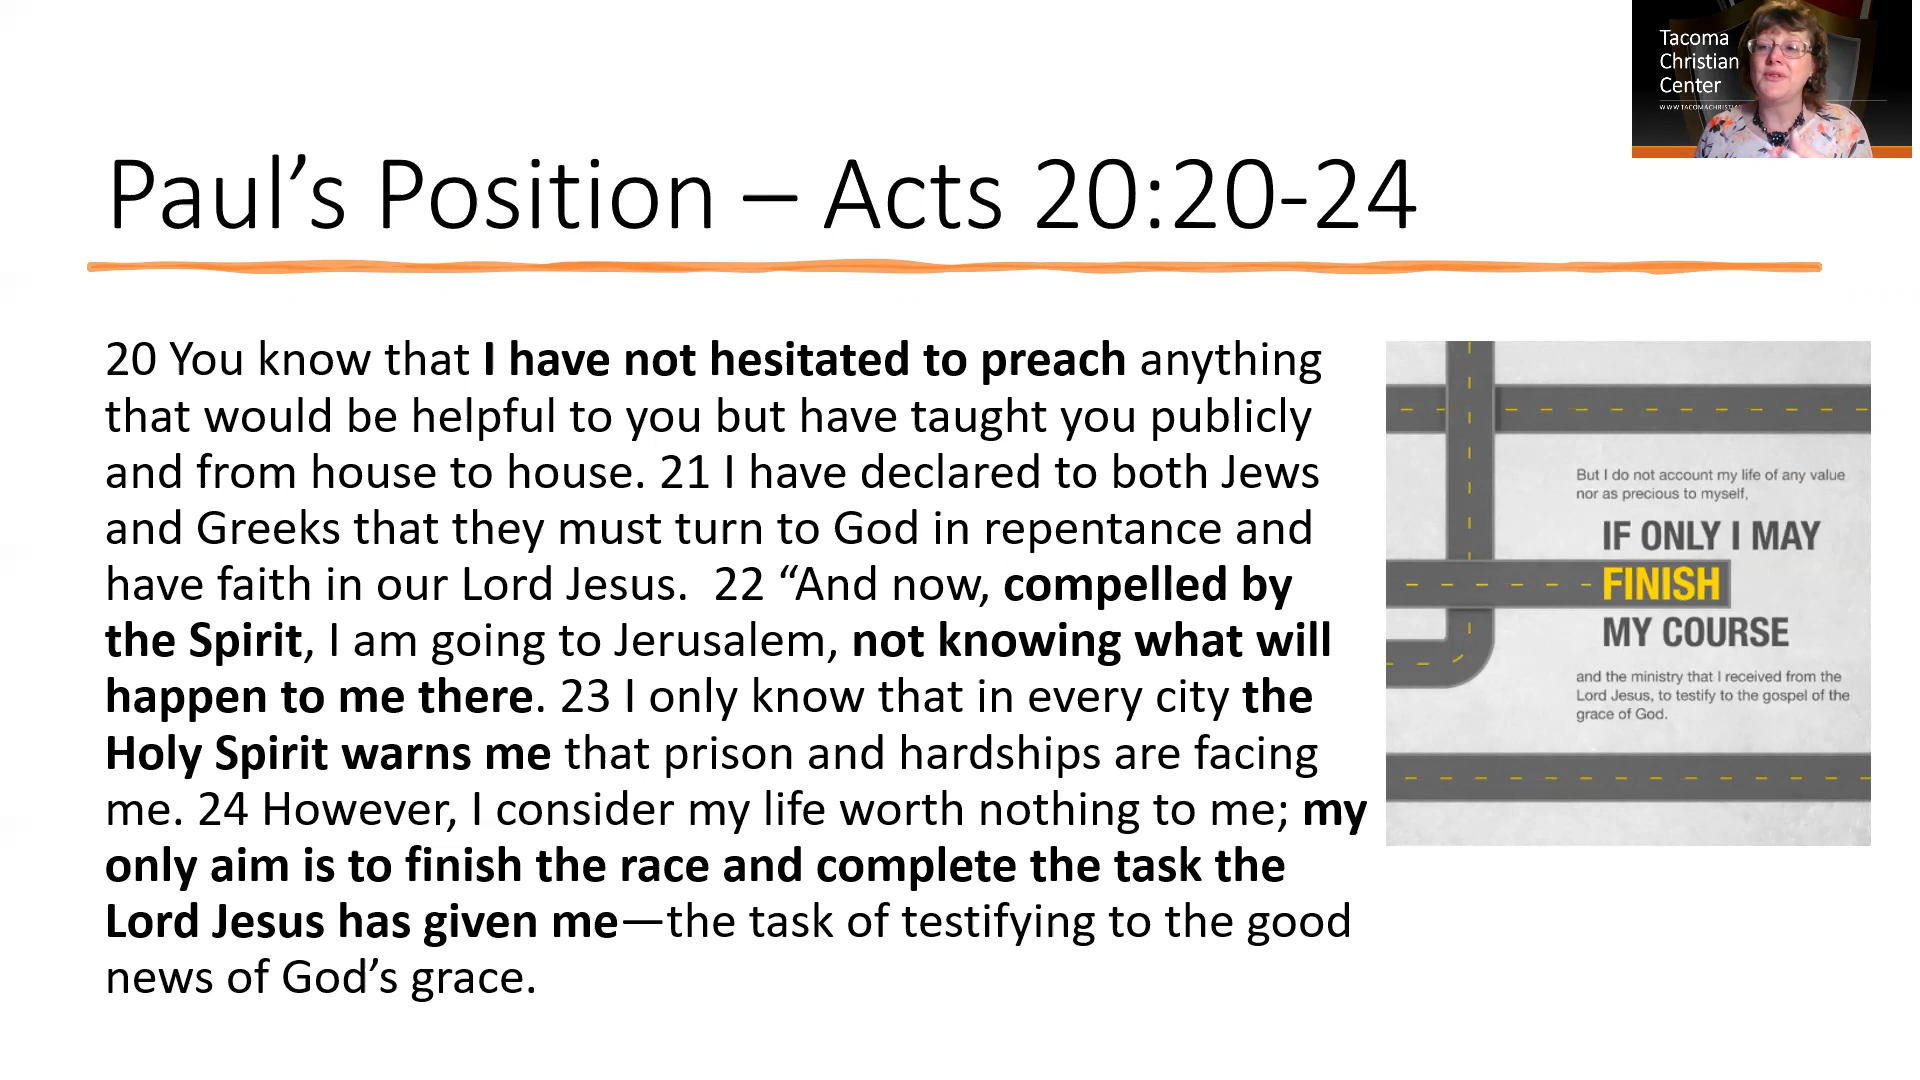 Tacoma
Christian
Center
Paul’s Position – Acts 20:20-24
20 You know that I have not hesitated to preach anything
that would be helpful to you but have taught you publicly
and from house to house. 21 I have declared to both Jews
and Greeks that they must turn to God in repentance and
have faith in our Lord Jesus.  22 “And now, compelled by
the Spirit, I am going to Jerusalem, not knowing what will
happen to me there. 23 I only know that in every city the
Holy Spirit warns me that prison and hardships are facing
me. 24 However, I consider my life worth nothing to me; my
only aim is to finish the race and complete the task the
Lord Jesus has given me—the task of testifying to the good
news of God’s grace.
But I do not account my life of any value
nor as precious to myself,
IF ONLY I MAY
FINISH
MY COURSE
and the ministry that I received from the
Lord Jesus, to testify to the gospel of the
grace of God.